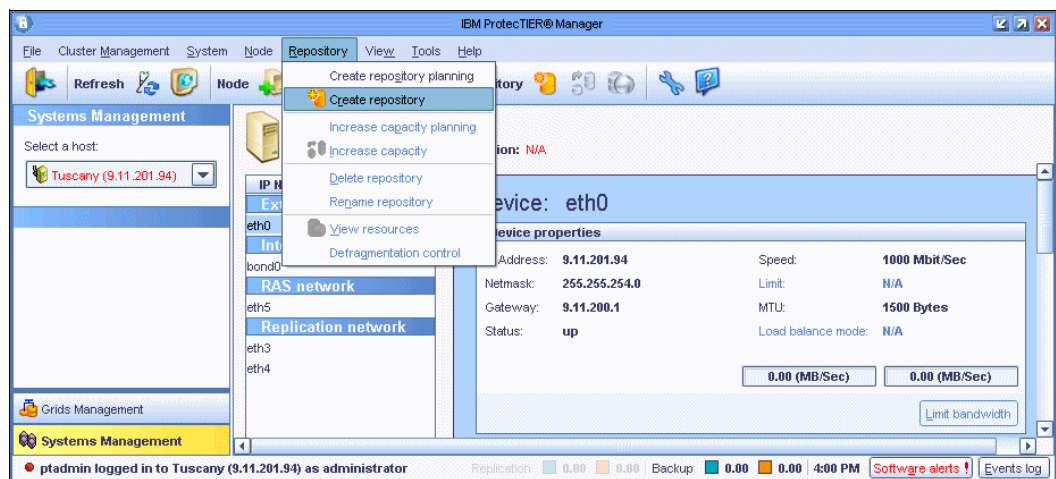 IBM ProtecTIER® Manager
File Cluster Management System Node Repository View Tools Help
Refresh Node tory
Create repository planning
Create repository
Increase capacity planning
Increase capacity
Delete repository
Rename repository
View resources
Defragmentation control
Systems Management
Select a host:
Tuscany (9.11.201.94)
ion: N/A
IP N
Ext
eth0
Int
bond0
RAS network
eth5
Replication network
eth3
eth4
evice: eth0
evice properties
Address: 9.11.201.94 Speed: 1000 Mbit/Sec
Netmask: 255.255.254.0 Limit: N/A
Gateway: 9.11.200.1 MTU: 1500 Bytes
Status: up Load balance mode: N/A
0.00 (MB/Sec) 0.00 (MB/Sec)
Limit bandwidth
Grids Management
Systems Management
ptadmin logged in to Tuscany (9.11.201.94) as administrator Replication 0.00 0.00 Backup 0.00 0.00 4:00 PM Software alerts ! Events log